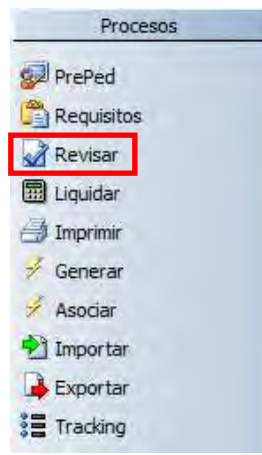 Procesos
PrePed
Requisitos
Revisar
Liquidar
Imprimir
Generar
Asociar
Importar
Exportar
Tracking